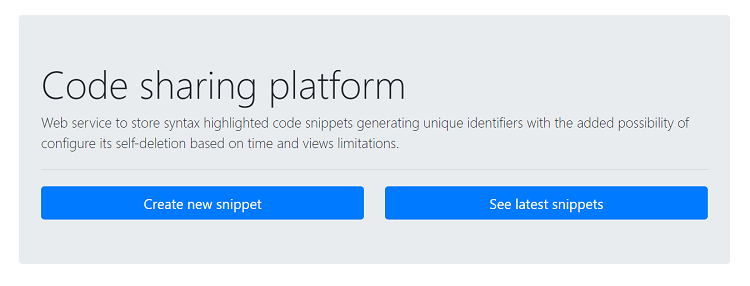 Code sharing platform
Web service to store syntax highlighted code snippets generating unique identifiers with the added possibility of
configure its self-deletion based on time and views limitations.
Create new snippet
See latest snippets